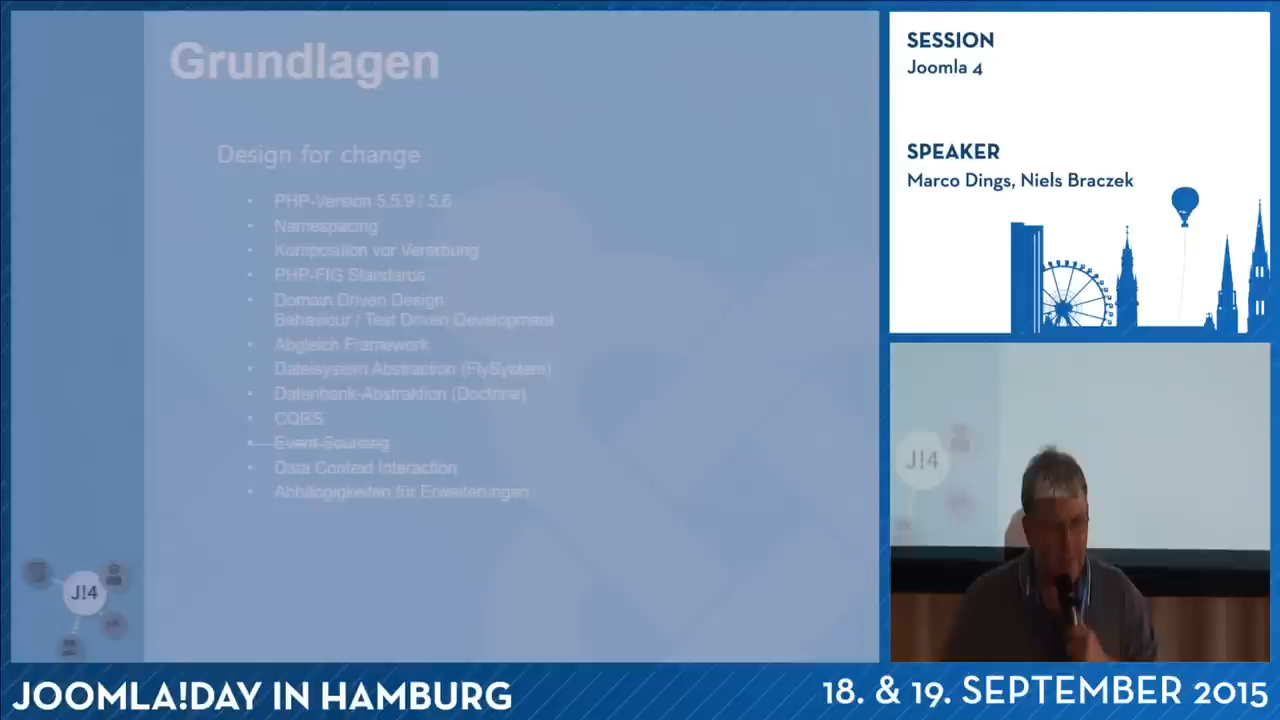 Grundlagen
Design for change
• PHP-Version 5.5.9 / 5.6
• Namespacing
• Komposition vor Vererbung
• PHP-FIG Standards
• Domain Driven Design
Behaviour / Test Driven Development
• Abgleich Framework
• Dateisystem Abstraction (FlySystem)
• Datenbank-Abstraktion (Doctrine)
• CQRS
• Event Sourcing
• Data Context Interaction
• Abhängigkeiten für Erweiterungen
J!4
SESSION
Joomla 4
SPEAKER
Marco Dings, Niels Braczek
J!4
JOOMLA!DAY IN HAMBURG
18. & 19. SEPTEMBER 2015